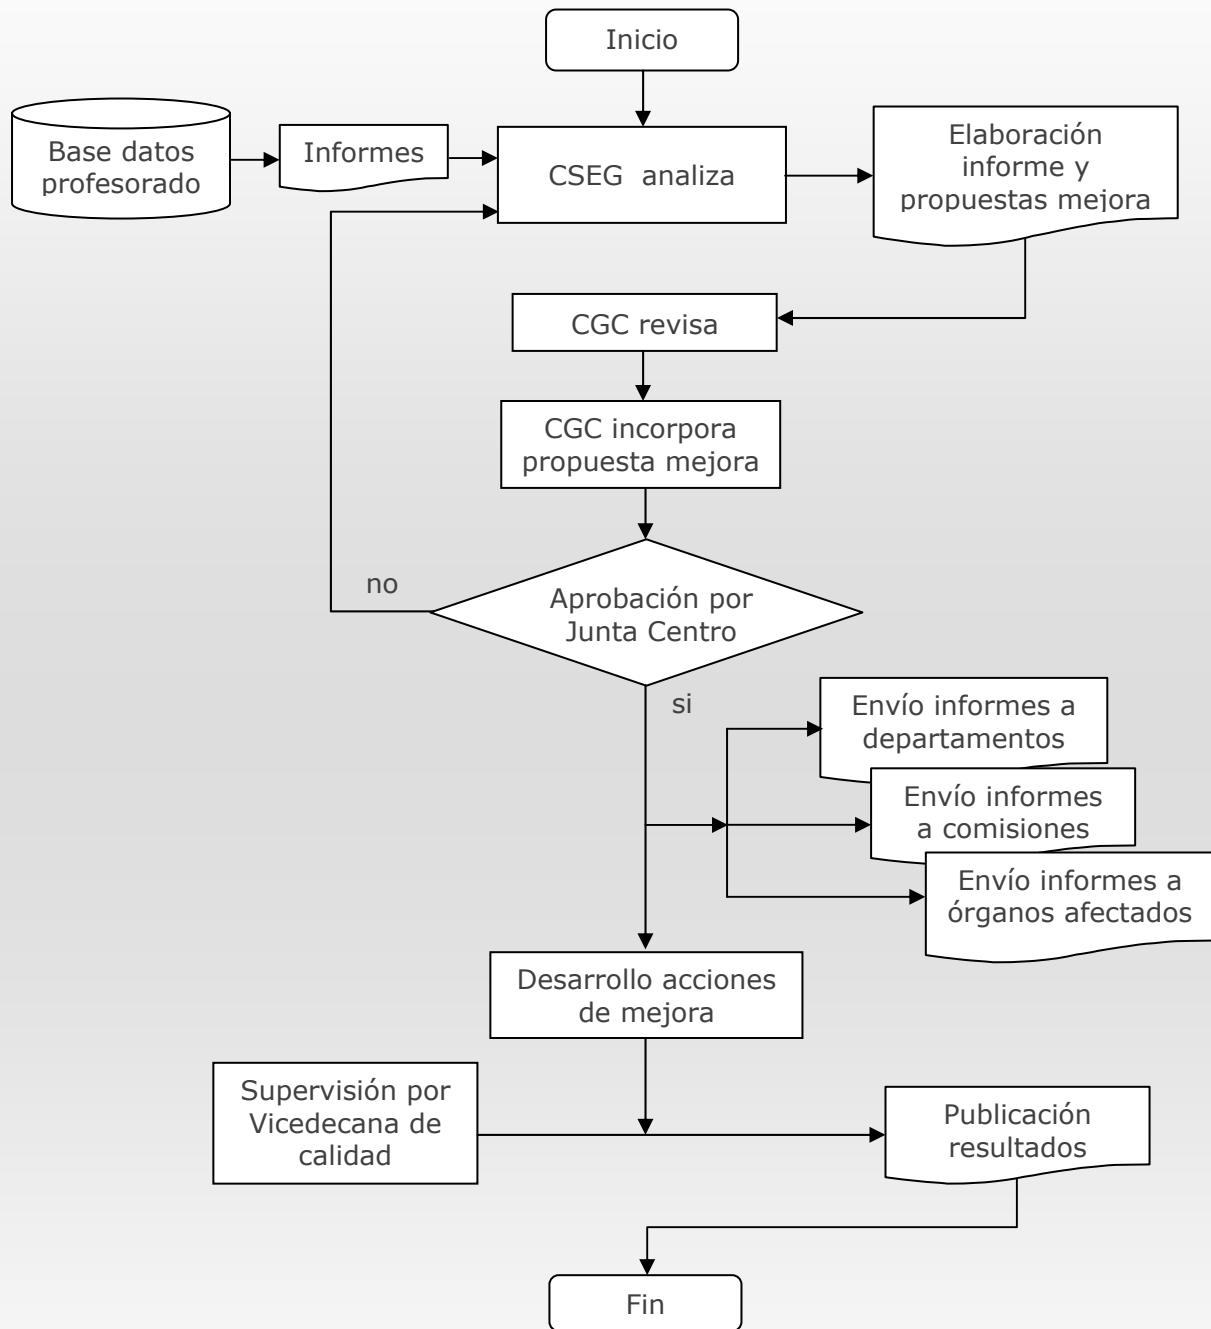 Inicio
Base datos
profesorado
Informes
CSEG analiza
Elaboración
informe y
propuestas mejora
CGC revisa
CGC incorpora
propuesta mejora
no
Aprobación por
Junta Centro
si
Envío informes a
departamentos
Envío informes
a comisiones
Envío informes a
órganos afectados
Desarrollo acciones
de mejora
Supervisión por
Vicedecana de
calidad
Publicación
resultados
Fin